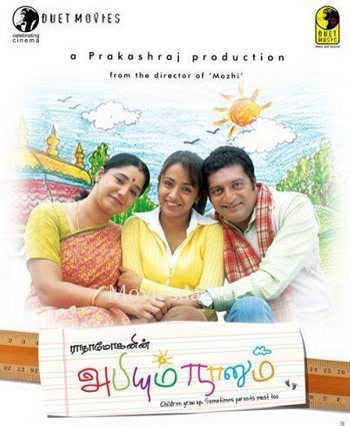 DUET MOVIES
celebrating cinema
DUET MUSIC
a Prakashraj production
from the director of 'Mozhi'
ராதாமோகனின்
அபியும் நானும்
Children grow up. Sometimes parents must too